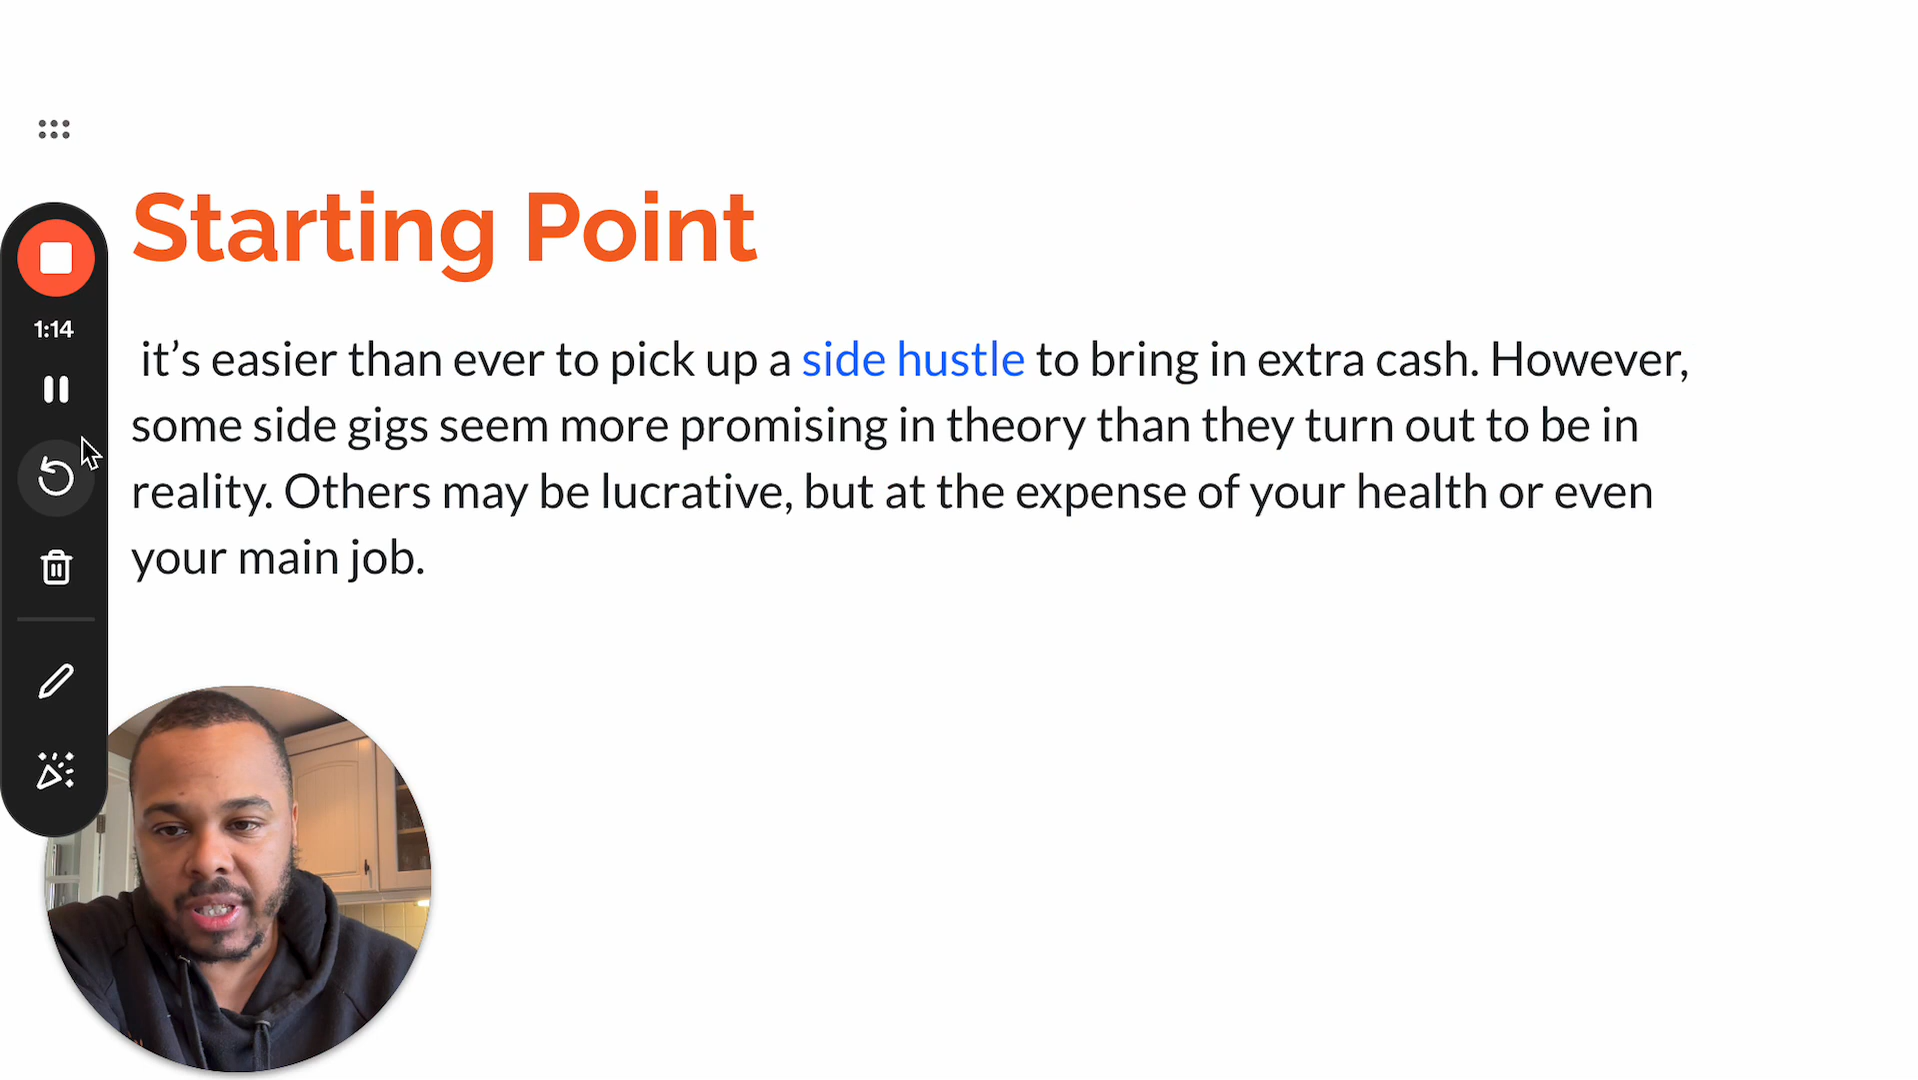 Starting Point
1:14
it’s easier than ever to pick up a side hustle to bring in extra cash. However,
some side gigs seem more promising in theory than they turn out to be in
reality. Others may be lucrative, but at the expense of your health or even
your main job.